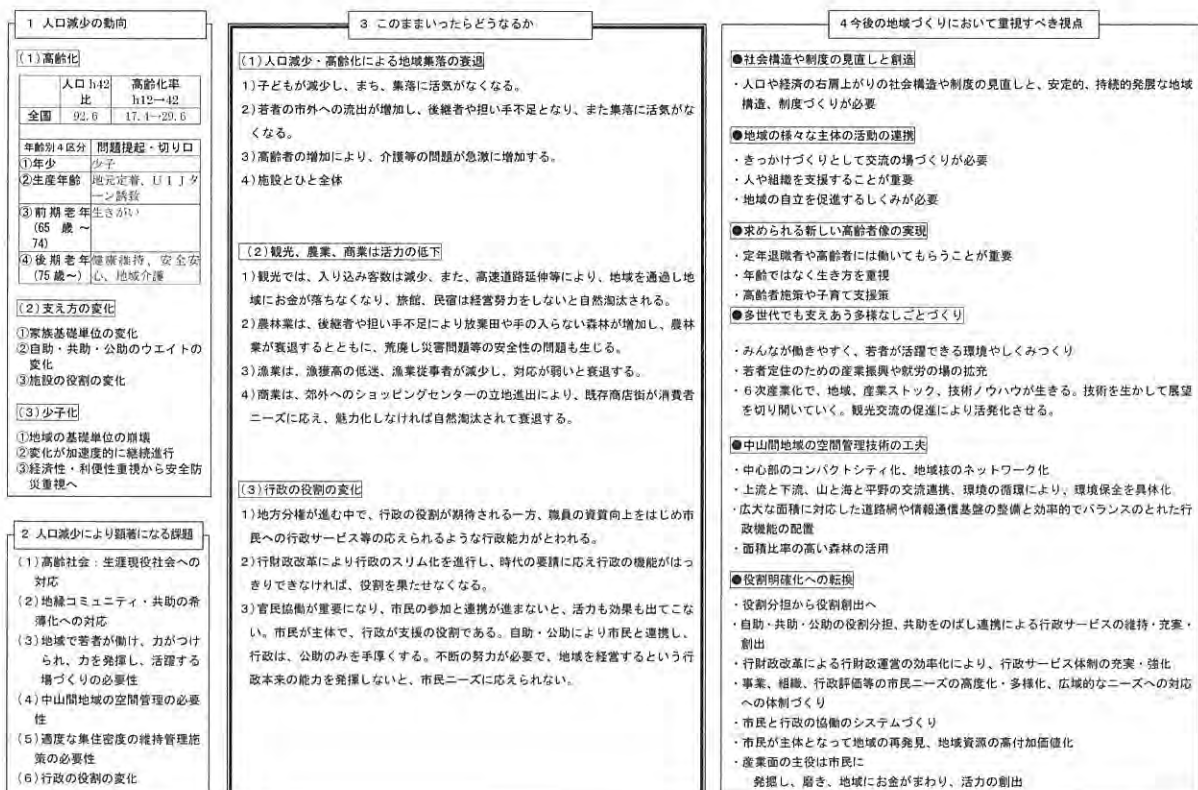 1 人口減少の動向
(1)高齢化
人口h42比 高齢化率 h12→42
全国 92.6 17.4→29.6
年齢別4区分 問題提起・切り口
①年少 少子
②生産年齢 地元定着、UIJターン誘致
③前期老年(65歳~74) 生きがい
④後期老年(75歳~) 健康維持、安全安心、地域介護
(2)支え方の変化
①家族基礎単位の変化
②自助・共助・公助のウエイトの
変化
③施設の役割の変化
(3)少子化
①地域の基礎単位の崩壊
②変化が加速度的に継続進行
③経済性・利便性重視から安全防
災重視へ
2 人口減少により顕著になる課題
(1)高齢社会:生涯現役社会への
対応
(2)地縁コミュニティ・共助の希
薄化への対応
(3)地域で若者が働け、力がつけ
られ、力を発揮し、活躍する
場づくりの必要性
(4)中山間地域の空間管理の必要
性
(5)適度な集住密度の維持管理施
策の必要性
(6)行政の役割の変化
3 このままいったらどうなるか
(1)人口減少・高齢化による地域集落の衰退
1)子どもが減少し、まち、集落に活気がなくなる。
2)若者の市外への流出が増加し、後継者や担い手不足となり、また集落に活気がな
くなる。
3)高齢者の増加により、介護等の問題が急激に増加する。
4)施設とひと全体
(2)観光、農業、商業は活力の低下
1)観光では、入り込み客数は減少、また、高速道路延伸等により、地域を通過し地
域にお金が落ちなくなり、旅館、民宿は経営努力をしないと自然淘汰される。
2)農林業は、後継者や担い手不足により放棄田や手の入らない森林が増加し、農林
業が衰退するとともに、荒廃し災害問題等の安全性の問題も生じる。
3)漁業は、漁獲高の低迷、漁業従事者が減少し、対応が弱いと衰退する。
4)商業は、郊外へのショッピングセンターの立地進出により、既存商店街が消費者
ニーズに応え、魅力化しなければ自然淘汰されて衰退する。
(3)行政の役割の変化
1)地方分権が進む中で、行政の役割が期待される一方、職員の資質向上をはじめ市
民への行政サービス等の応えられるような行政能力がとわれる。
2)行財政改革により行政のスリム化を進行し、時代の要請に応え行政の機能がはっ
きりできなければ、役割を果たせなくなる。
3)官民協働が重要になり、市民の参加と連携が進まないと、活力も効果も出てこな
い。市民が主体で、行政が支援の役割である。自助・公助により市民と連携し、
行政は、公助のみを手厚くする。不断の努力が必要で、地域を経営するという行
政本来の能力を発揮しないと、市民ニーズに応えられない。
4今後の地域づくりにおいて重視すべき視点
●社会構造や制度の見直しと創造
・人口や経済の右肩上がりの社会構造や制度の見直しと、安定的、持続的発展な地域
構造、制度づくりが必要
●地域の様々な主体の活動の連携
・きっかけづくりとして交流の場づくりが必要
・人や組織を支援することが重要
・地域の自立を促進するしくみが必要
●求められる新しい高齢者像の実現
・定年退職者や高齢者には働いてもらうことが重要
・年齢ではなく生き方を重視
・高齢者施策や子育て支援策
●多世代でも支えあう多様なしごとづくり
・みんなが働きやすく、若者が活躍できる環境やしくみつくり
・若者定住のための産業振興や就労の場の拡充
・6次産業化で、地域、産業ストック、技術ノウハウが生きる。技術を生かして展望
を切り開いていく。観光交流の促進により活発化させる。
●中山間地域の空間管理技術の工夫
・中心部のコンパクトシティ化、地域核のネットワーク化
・上流と下流、山と海と平野の交流連携、環境の循環により、環境保全を具体化
・広大な面積に対応した道路網や情報通信基盤の整備と効率的でバランスのとれた行
政機能の配置
・面積比率の高い森林の活用
●役割明確化への転換
・役割分担から役割創出へ
・自助・共助・公助の役割分担、共助をのばし連携による行政サービスの維持・充実・
創出
・行財政改革による行財政運営の効率化により、行政サービス体制の充実・強化
・事業、組織、行政評価等の市民ニーズの高度化・多様化、広域的なニーズへの対応
への体制づくり
・市民と行政の協働のシステムづくり
・市民が主体となって地域の再発見、地域資源の高付加価値化
・産業面の主役は市民に
発掘し、磨き、地域にお金がまわり、活力の創出